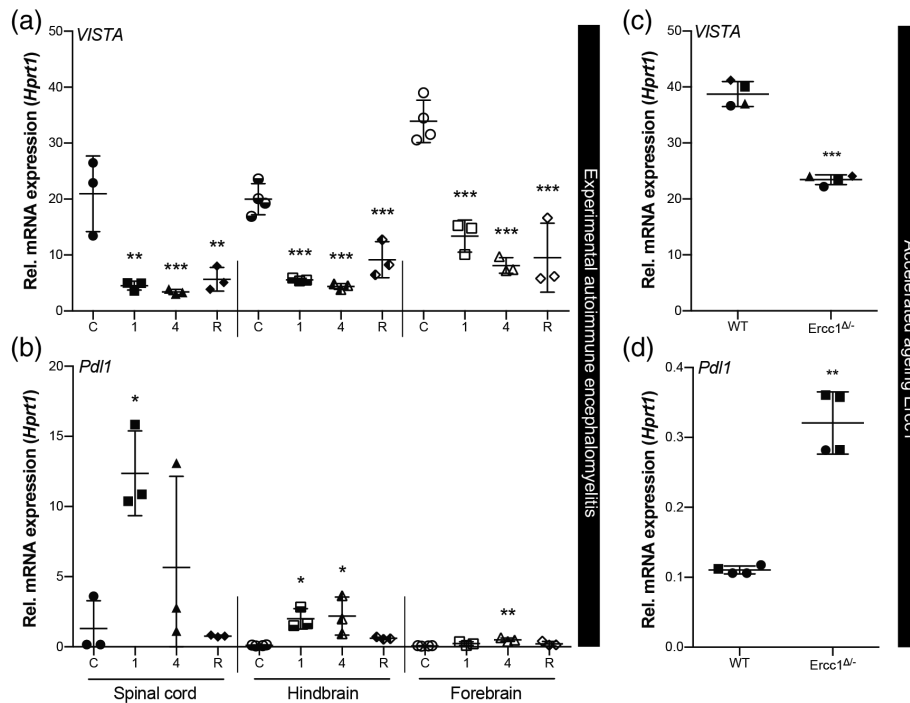 (a)
VISTA
Rel. mRNA expression (Hprt1)
50
40
30
20
10
0
** *** **
*** *** ***
*** *** ***
C 1 4 R C 1 4 R C 1 4 R
(b)
Pdl1
Rel. mRNA expression (Hprt1)
20
15
10
5
0
*
* *
**
C 1 4 R C 1 4 R C 1 4 R
Spinal cord Hindbrain Forebrain
Experimental autoimmune encephalomyelitis
(c)
VISTA
Rel. mRNA expression (Hprt1)
50
40
30
20
10
0
***
WT Ercc1Δ/-
(d)
Pdl1
Rel. mRNA expression (Hprt1)
0.4
0.3
0.2
0.1
0.0
**
WT Ercc1Δ/-
Accelerated ageing